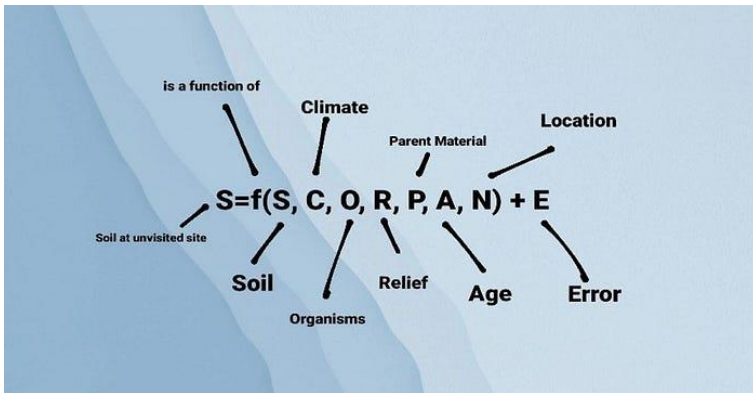 is a function of
Climate
Parent Material
Location
S=f(S, C, O, R, P, A, N) + E
Soil at unvisited site
Soil
Organisms
Relief
Age
Error